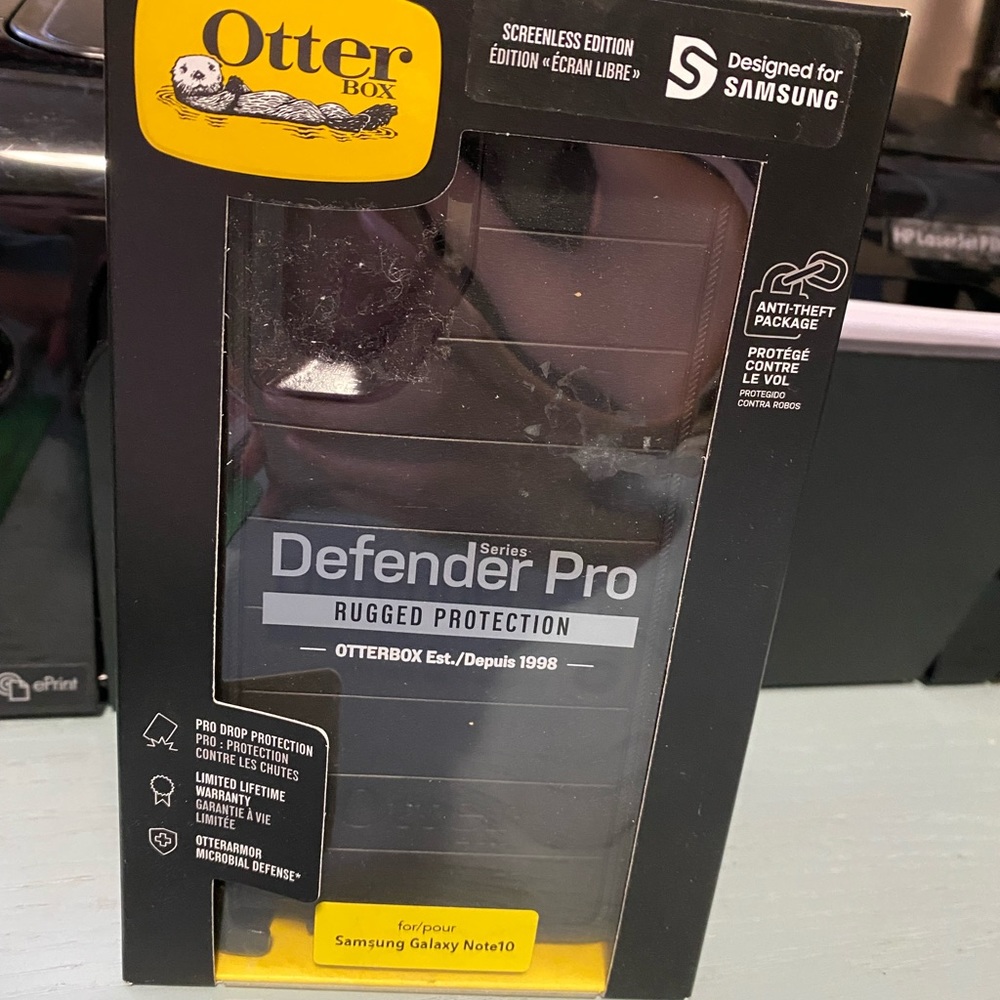 Otter
BOX
SCREENLESS EDITION
ÉDITION «ÉCRAN LIBRE»
Designed for
SAMSUNG
HP LaserJet
ANTI-THEFT
PACKAGE
PROTÉGÉ
CONTRE
LE VOL
PROTEGIDO
CONTRA ROBOS
Defender Series Pro
RUGGED PROTECTION
OTTERBOX Est./Depuis 1998
ePrint
PRO DROP PROTECTION
PRO : PROTECTION
CONTRE LES CHUTES
LIMITED LIFETIME
WARRANTY
GARANTIE À VIE
LIMITÉE
OTTERARMOR
MICROBIAL DEFENSE*
for/pour
Samsung Galaxy Note10